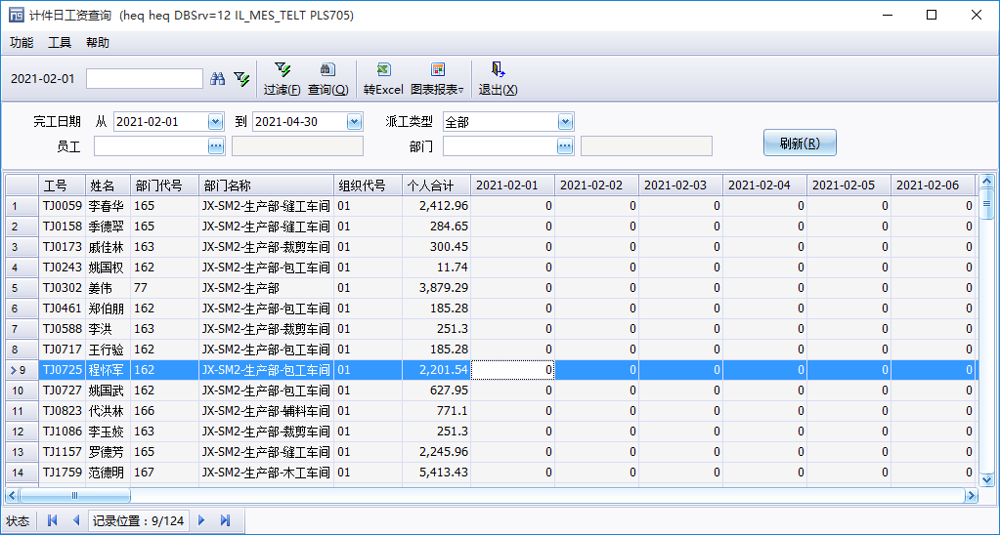 计件日工资查询 (heq heq DBSrv=12 IL_MES_TELT PLS705)
功能 工具 帮助
2021-02-01 过滤(F) 查询(Q) 转Excel 图表报表 退出(X)
完工日期 从 2021-02-01 到 2021-04-30 派工类型 全部
员工 部门 刷新(R)
工号 姓名 部门代号 部门名称 组织代号 个人合计 2021-02-01 2021-02-02 2021-02-03 2021-02-04 2021-02-05 2021-02-06
1 TJ0059 李春华 165 JX-SM2-生产部-缝工车间 01 2,412.96 0 0 0 0 0 0
2 TJ0158 季德翠 165 JX-SM2-生产部-缝工车间 01 284.65 0 0 0 0 0 0
3 TJ0173 戚佳林 163 JX-SM2-生产部-裁剪车间 01 300.45 0 0 0 0 0 0
4 TJ0243 姚国权 162 JX-SM2-生产部-包工车间 01 11.74 0 0 0 0 0 0
5 TJ0302 姜伟 77 JX-SM2-生产部 01 3,879.29 0 0 0 0 0 0
6 TJ0461 郑伯朋 162 JX-SM2-生产部-包工车间 01 185.28 0 0 0 0 0 0
7 TJ0588 李洪 163 JX-SM2-生产部-裁剪车间 01 251.3 0 0 0 0 0 0
8 TJ0717 王行验 162 JX-SM2-生产部-包工车间 01 185.28 0 0 0 0 0 0
9 TJ0725 程怀军 162 JX-SM2-生产部-包工车间 01 2,201.54 0 0 0 0 0 0
10 TJ0727 姚国武 162 JX-SM2-生产部-包工车间 01 627.95 0 0 0 0 0 0
11 TJ0823 代洪林 166 JX-SM2-生产部-辅料车间 01 771.1 0 0 0 0 0 0
12 TJ1086 李玉姣 163 JX-SM2-生产部-裁剪车间 01 251.3 0 0 0 0 0 0
13 TJ1157 罗德芳 165 JX-SM2-生产部-缝工车间 01 2,245.96 0 0 0 0 0 0
14 TJ1759 范德明 167 JX-SM2-生产部-木工车间 01 5,413.43 0 0 0 0 0 0
状态 记录位置：9/124